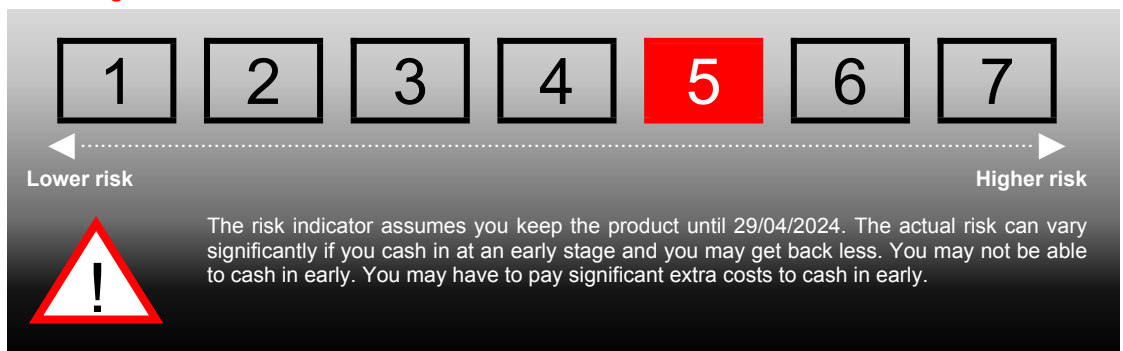 1 2 3 4 5 6 7
Lower risk Higher risk
!
The risk indicator assumes you keep the product until 29/04/2024. The actual risk can vary
significantly if you cash in at an early stage and you may get back less. You may not be able
to cash in early. You may have to pay significant extra costs to cash in early.